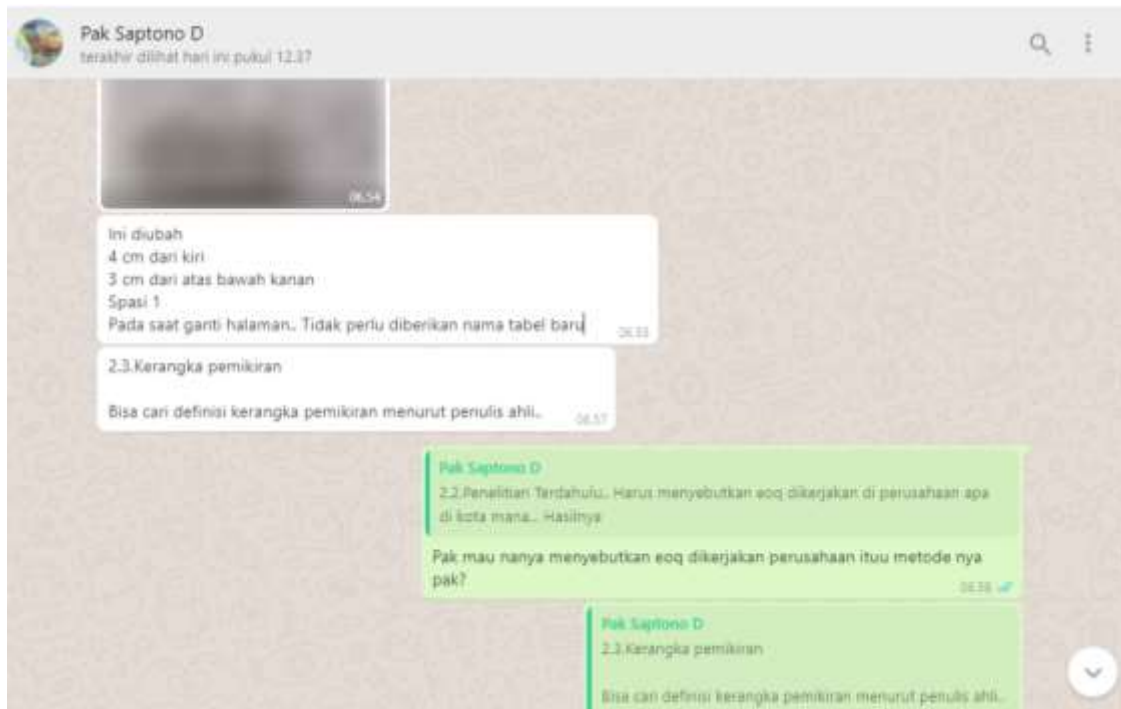 Pak Saptono D
terakhir dilihat hari ini pukul 12.37
06.54
Ini diubah
4 cm dari kiri
3 cm dari atas bawah kanan
Spasi 1
Pada saat ganti halaman.. Tidak perlu diberikan nama tabel baru
2.3.Kerangka pemikiran
Bisa cari definisi kerangka pemikiran menurut penulis ahli..
06.57
Pak Saptono D
2.2.Penelitian Terdahulu.. Harus menyebutkan eoq dikerjakan di perusahaan apa
di kota mana.. Hasilnya
Pak mau nanya menyebutkan eoq dikerjakan perusahaan ituu metode nya
pak?
Pak Saptono D
2.3.Kerangka pemikiran
Bisa cari definisi kerangka pemikiran menurut penulis ahli..